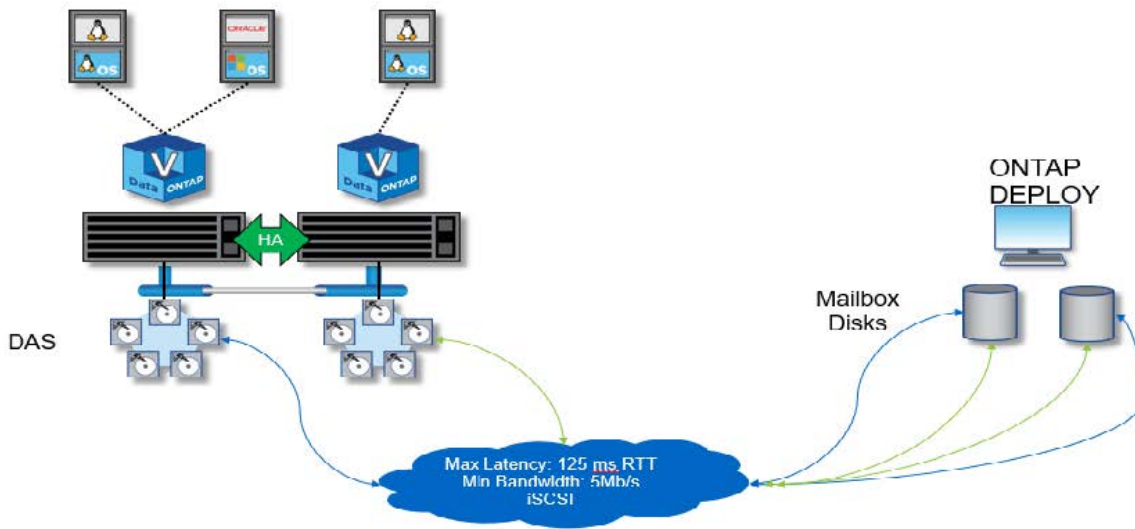 ORACLE
OS
OS
OS
V
Data ONTAP
V
Data ONTAP
HA
ONTAP
DEPLOY
Mailbox
Disks
DAS
Max Latency: 125 ms RTT
Min Bandwidth: 5Mb/s
iSCSI